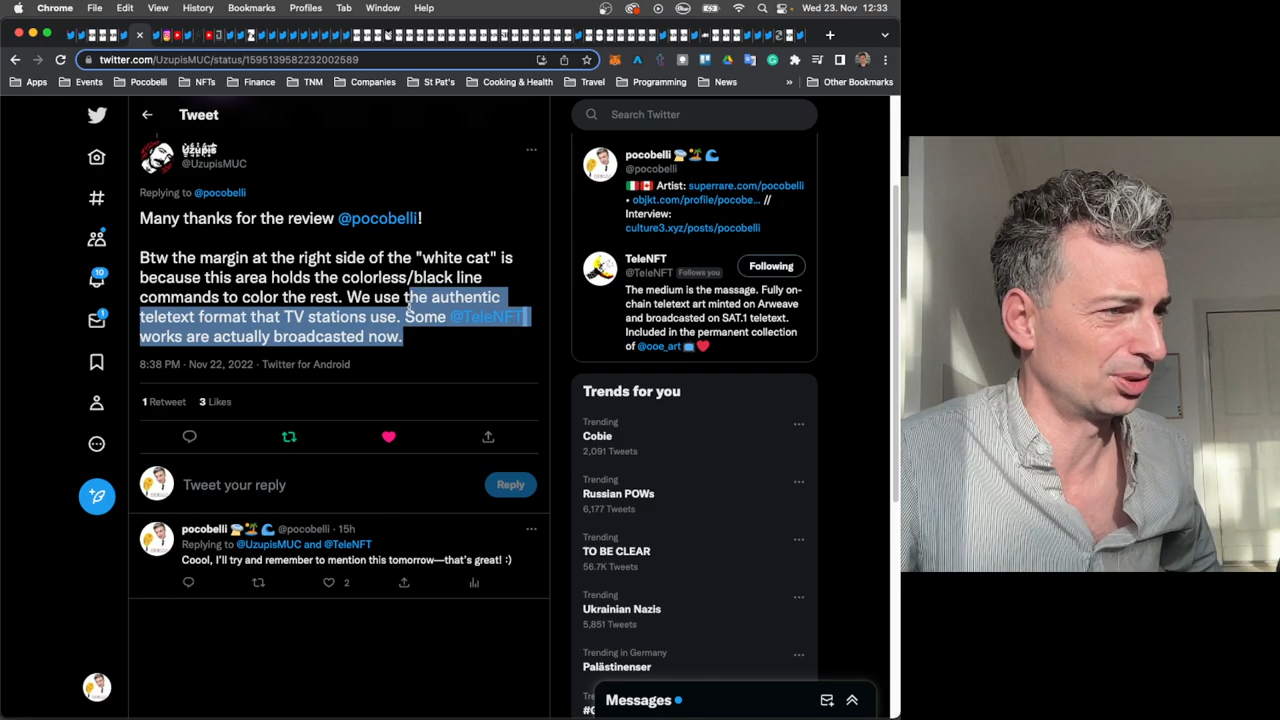 Chrome File Edit View History Bookmarks Profiles Tab Window Help Wed 23. Nov 12:33
twitter.com/UzupisMUC/status/1595139582232002589
Apps Events Pocobelli NFTs Finance TNM Companies St Pat's Cooking & Health Travel Programming News » Other Bookmarks
Tweet
Search Twitter
@UzupisMUC
Replying to @pocobelli
Many thanks for the review @pocobelli!
Btw the margin at the right side of the "white cat" is
because this area holds the colorless/black line
commands to color the rest. We use the authentic
teletext format that TV stations use. Some @TeleNFT
works are actually broadcasted now.
8:38 PM · Nov 22, 2022 · Twitter for Android
1 Retweet 3 Likes
Tweet your reply
Reply
pocobelli @pocobelli · 15h
Replying to @UzupisMUC and @TeleNFT
Coool, I'll try and remember to mention this tomorrow—that's great! :)
2
10
1
pocobelli
@pocobelli
Artist: superrare.com/pocobelli
• objkt.com/profile/pocobe... //
Interview:
culture3.xyz/posts/pocobelli
TeleNFT
@TeleNFT Follows you
Following
The medium is the massage. Fully on-
chain teletext art minted on Arweave
and broadcasted on SAT.1 teletext.
Included in the permanent collection
of @ooe_art
Trends for you
Trending
Cobie
2,091 Tweets
Trending
Russian POWs
6,177 Tweets
Trending
TO BE CLEAR
56.7K Tweets
Trending
Ukrainian Nazis
5,851 Tweets
Trending in Germany
Palästinenser
Messages